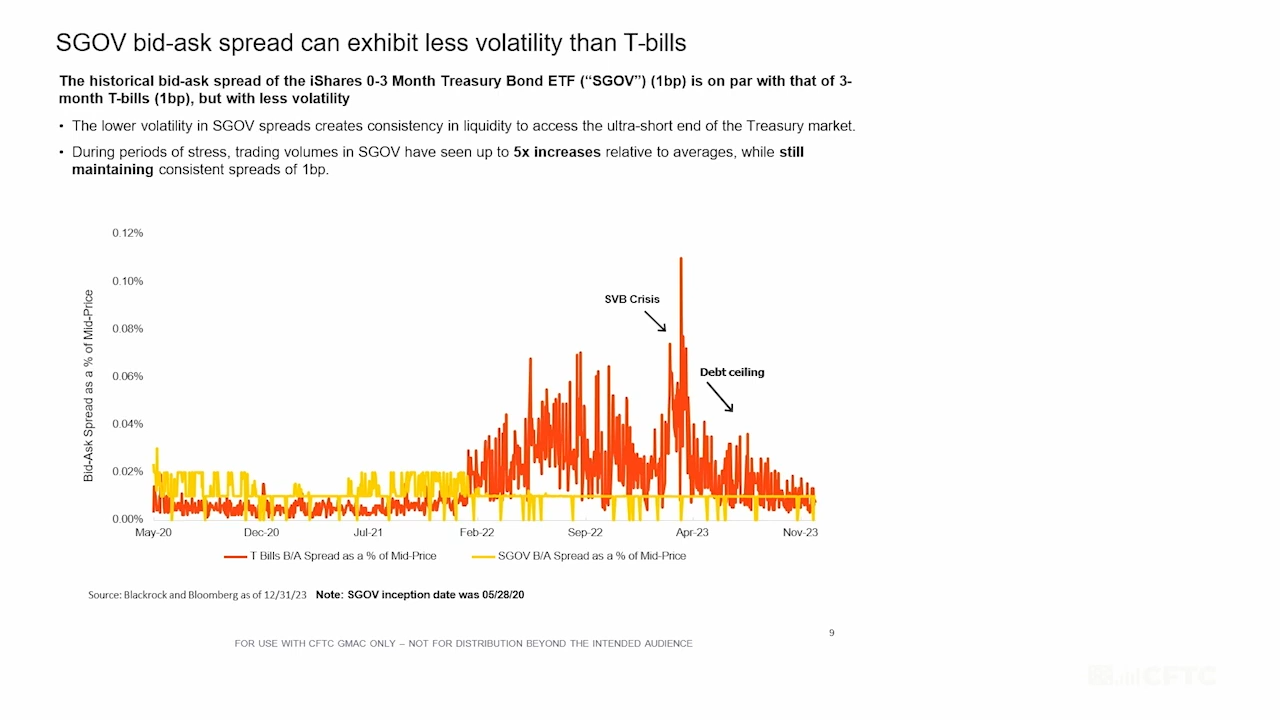 SGOV bid-ask spread can exhibit less volatility than T-bills
The historical bid-ask spread of the iShares 0-3 Month Treasury Bond ETF (“SGOV”) (1bp) is on par with that of 3-
month T-bills (1bp), but with less volatility
• The lower volatility in SGOV spreads creates consistency in liquidity to access the ultra-short end of the Treasury market.
• During periods of stress, trading volumes in SGOV have seen up to 5x increases relative to averages, while still
maintaining consistent spreads of 1bp.
Bid-Ask Spread as a % of Mid-Price
0.12%
0.10%
0.08%
0.06%
0.04%
0.02%
0.00%
SVB Crisis
Debt ceiling
May-20 Dec-20 Jul-21 Feb-22 Sep-22 Apr-23 Nov-23
T Bills B/A Spread as a % of Mid-Price SGOV B/A Spread as a % of Mid-Price
Source: Blackrock and Bloomberg as of 12/31/23 Note: SGOV inception date was 05/28/20
9
FOR USE WITH CFTC GMAC ONLY – NOT FOR DISTRIBUTION BEYOND THE INTENDED AUDIENCE
CFTC